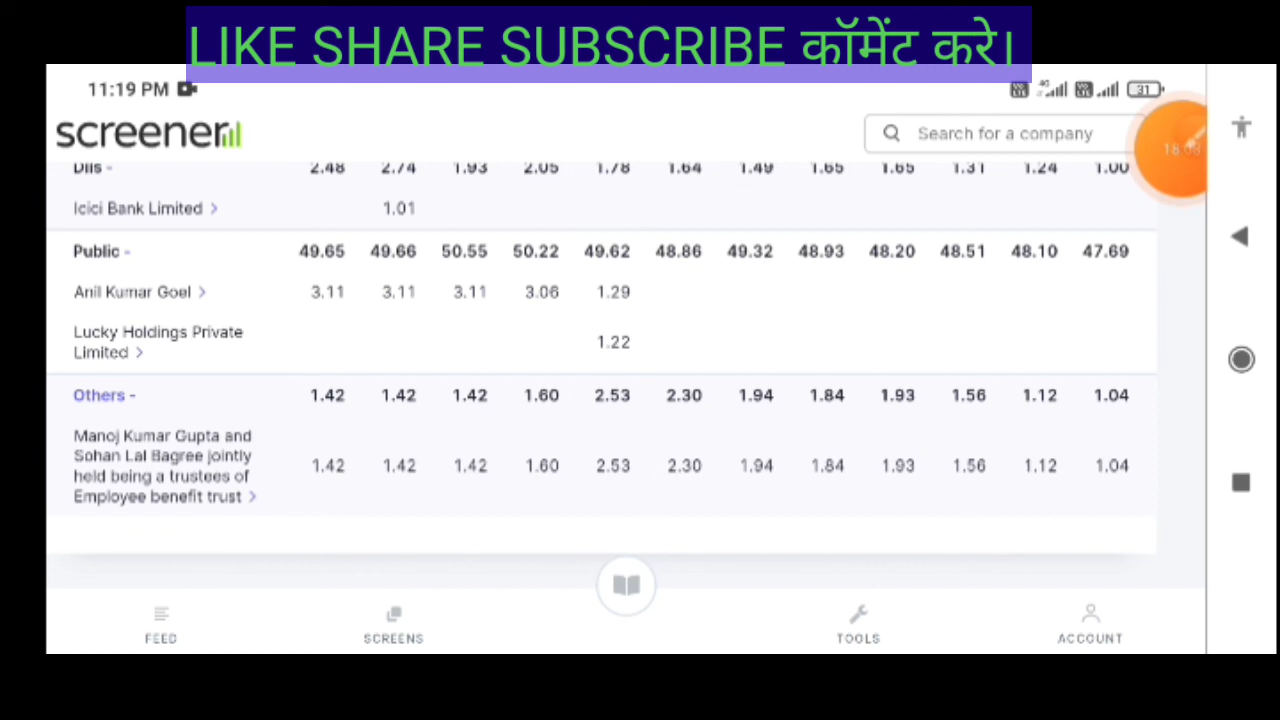 LIKE SHARE SUBSCRIBE कॉमेंट करे।
11:19 PM 4G 31
screener Search for a company
DIIs - 2.48 2.74 1.93 2.05 1.78 1.64 1.49 1.65 1.65 1.31 1.24 1.00
Icici Bank Limited > 1.01
Public - 49.65 49.66 50.55 50.22 49.62 48.86 49.32 48.93 48.20 48.51 48.10 47.69
Anil Kumar Goel > 3.11 3.11 3.11 3.06 1.29
Lucky Holdings Private
Limited > 1.22
Others - 1.42 1.42 1.42 1.60 2.53 2.30 1.94 1.84 1.93 1.56 1.12 1.04
Manoj Kumar Gupta and
Sohan Lal Bagree jointly
held being a trustees of 1.42 1.42 1.42 1.60 2.53 2.30 1.94 1.84 1.93 1.56 1.12 1.04
Employee benefit trust >
FEED SCREENS TOOLS ACCOUNT